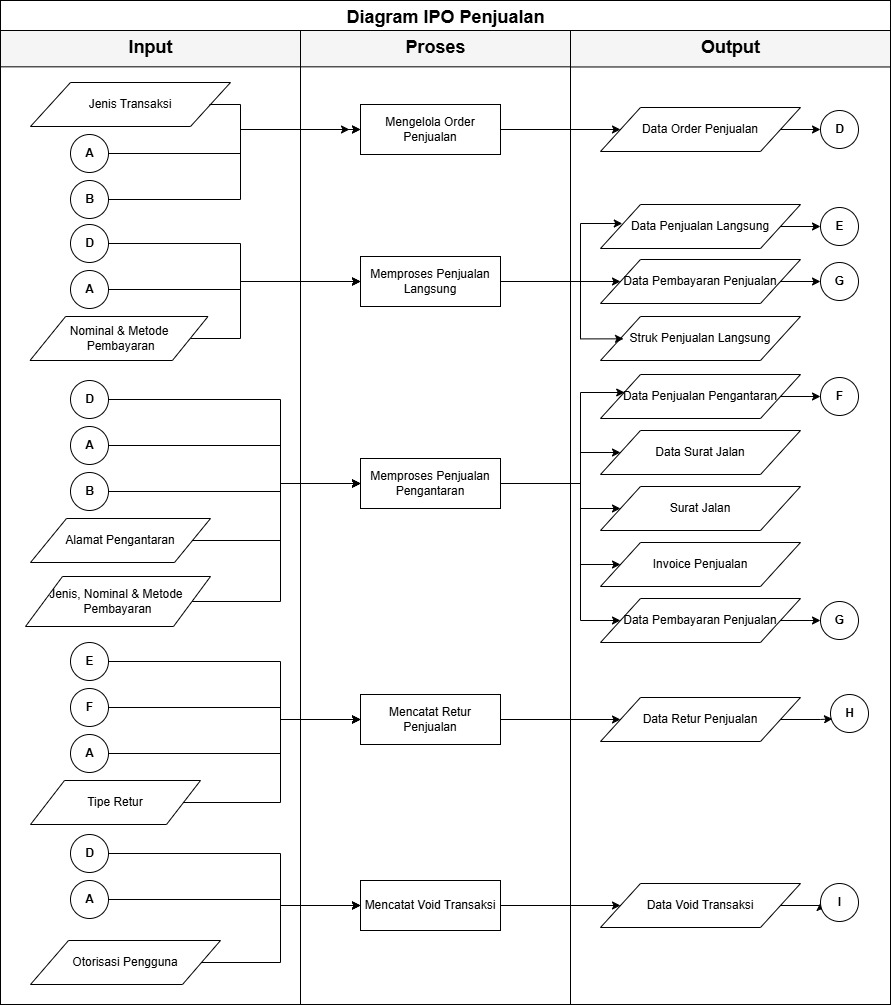 Diagram IPO Penjualan
Input
Proses
Output
Jenis Transaksi
A
B
Mengelola Order
Penjualan
Data Order Penjualan
D
D
A
Nominal & Metode
Pembayaran
Memproses Penjualan
Langsung
Data Penjualan Langsung
E
Data Pembayaran Penjualan
G
Struk Penjualan Langsung
D
A
B
Alamat Pengantaran
Jenis, Nominal & Metode
Pembayaran
Memproses Penjualan
Pengantaran
Data Penjualan Pengantaran
F
Data Surat Jalan
Surat Jalan
Invoice Penjualan
Data Pembayaran Penjualan
G
E
F
A
Tipe Retur
Mencatat Retur
Penjualan
Data Retur Penjualan
H
D
A
Otorisasi Pengguna
Mencatat Void Transaksi
Data Void Transaksi
I